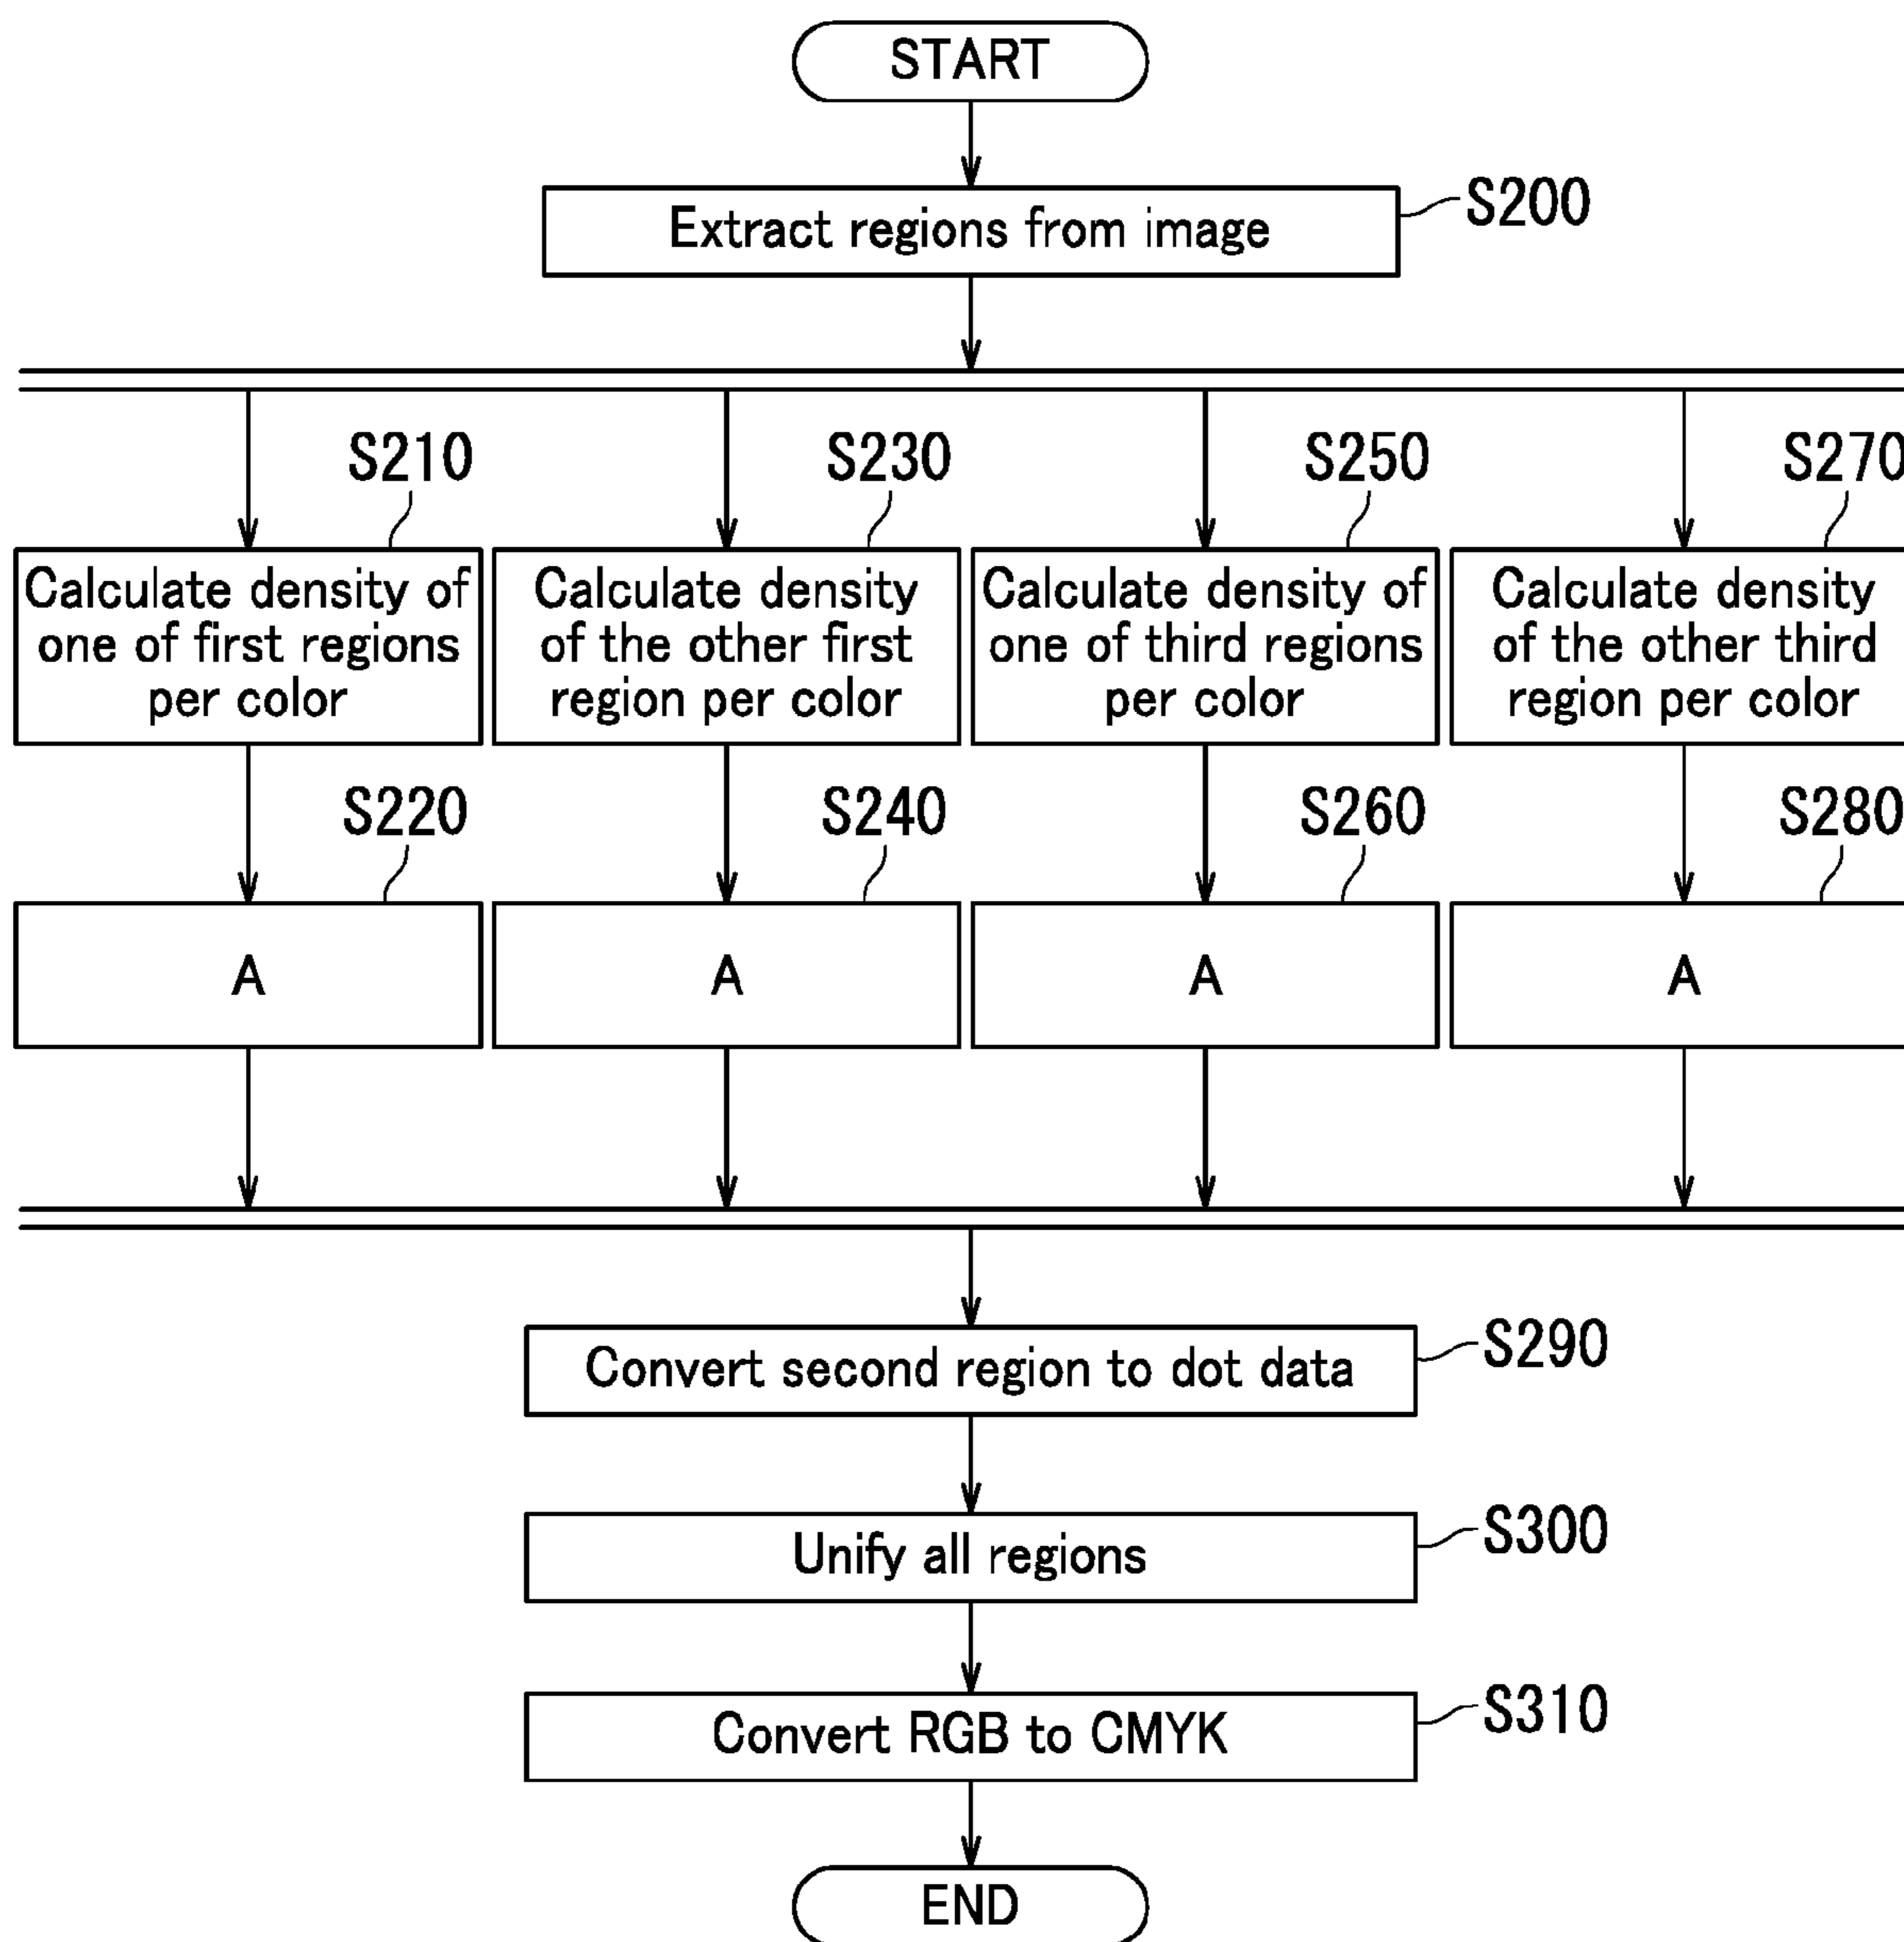 START
Extract regions from image
S200
S210
S230
S250
S270
Calculate density of
one of first regions
per color
Calculate density
of the other first
region per color
Calculate density of
one of third regions
per color
Calculate density
of the other third
region per color
S220
S240
S260
S280
A
A
A
A
Convert second region to dot data
S290
Unify all regions
S300
Convert RGB to CMYK
S310
END